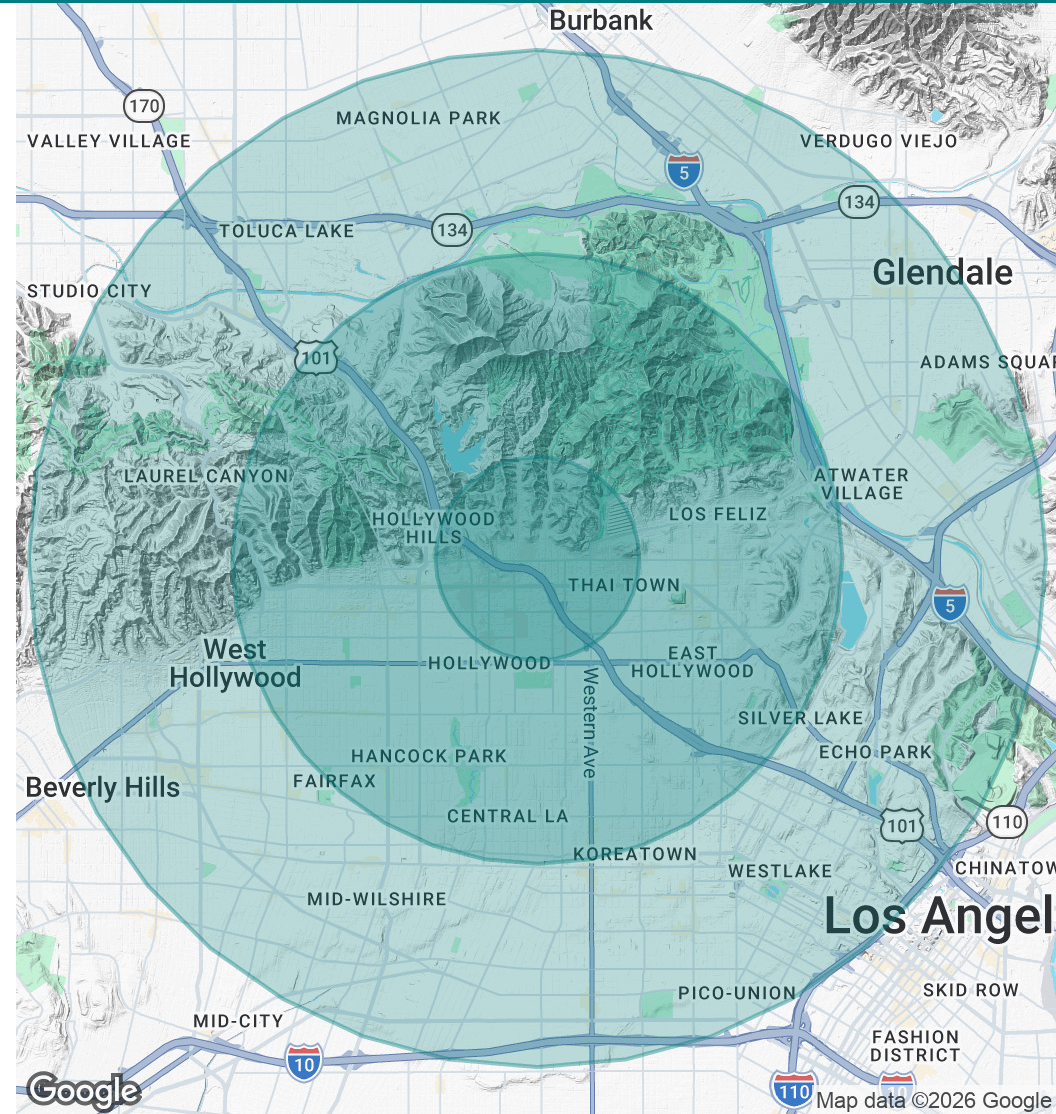 Burbank
170
MAGNOLIA PARK
VALLEY VILLAGE
VERDUGO VIEJO
5
134
TOLUCA LAKE
134
Glendale
STUDIO CITY
101
ADAMS SQUAR
LAUREL CANYON
ATWATER
VILLAGE
HOLLYWOOD
HILLS
LOS FELIZ
THAI TOWN
5
West
Hollywood
HOLLYWOOD
EAST
HOLLYWOOD
Western Ave
SILVER LAKE
ECHO PARK
HANCOCK PARK
FAIRFAX
Beverly Hills
CENTRAL LA
101
110
KOREATOWN
WESTLAKE
CHINATOW
MID-WILSHIRE
Los Angel
PICO-UNION
SKID ROW
MID-CITY
FASHION
DISTRICT
10
110
10
Google
Map data ©2026 Google